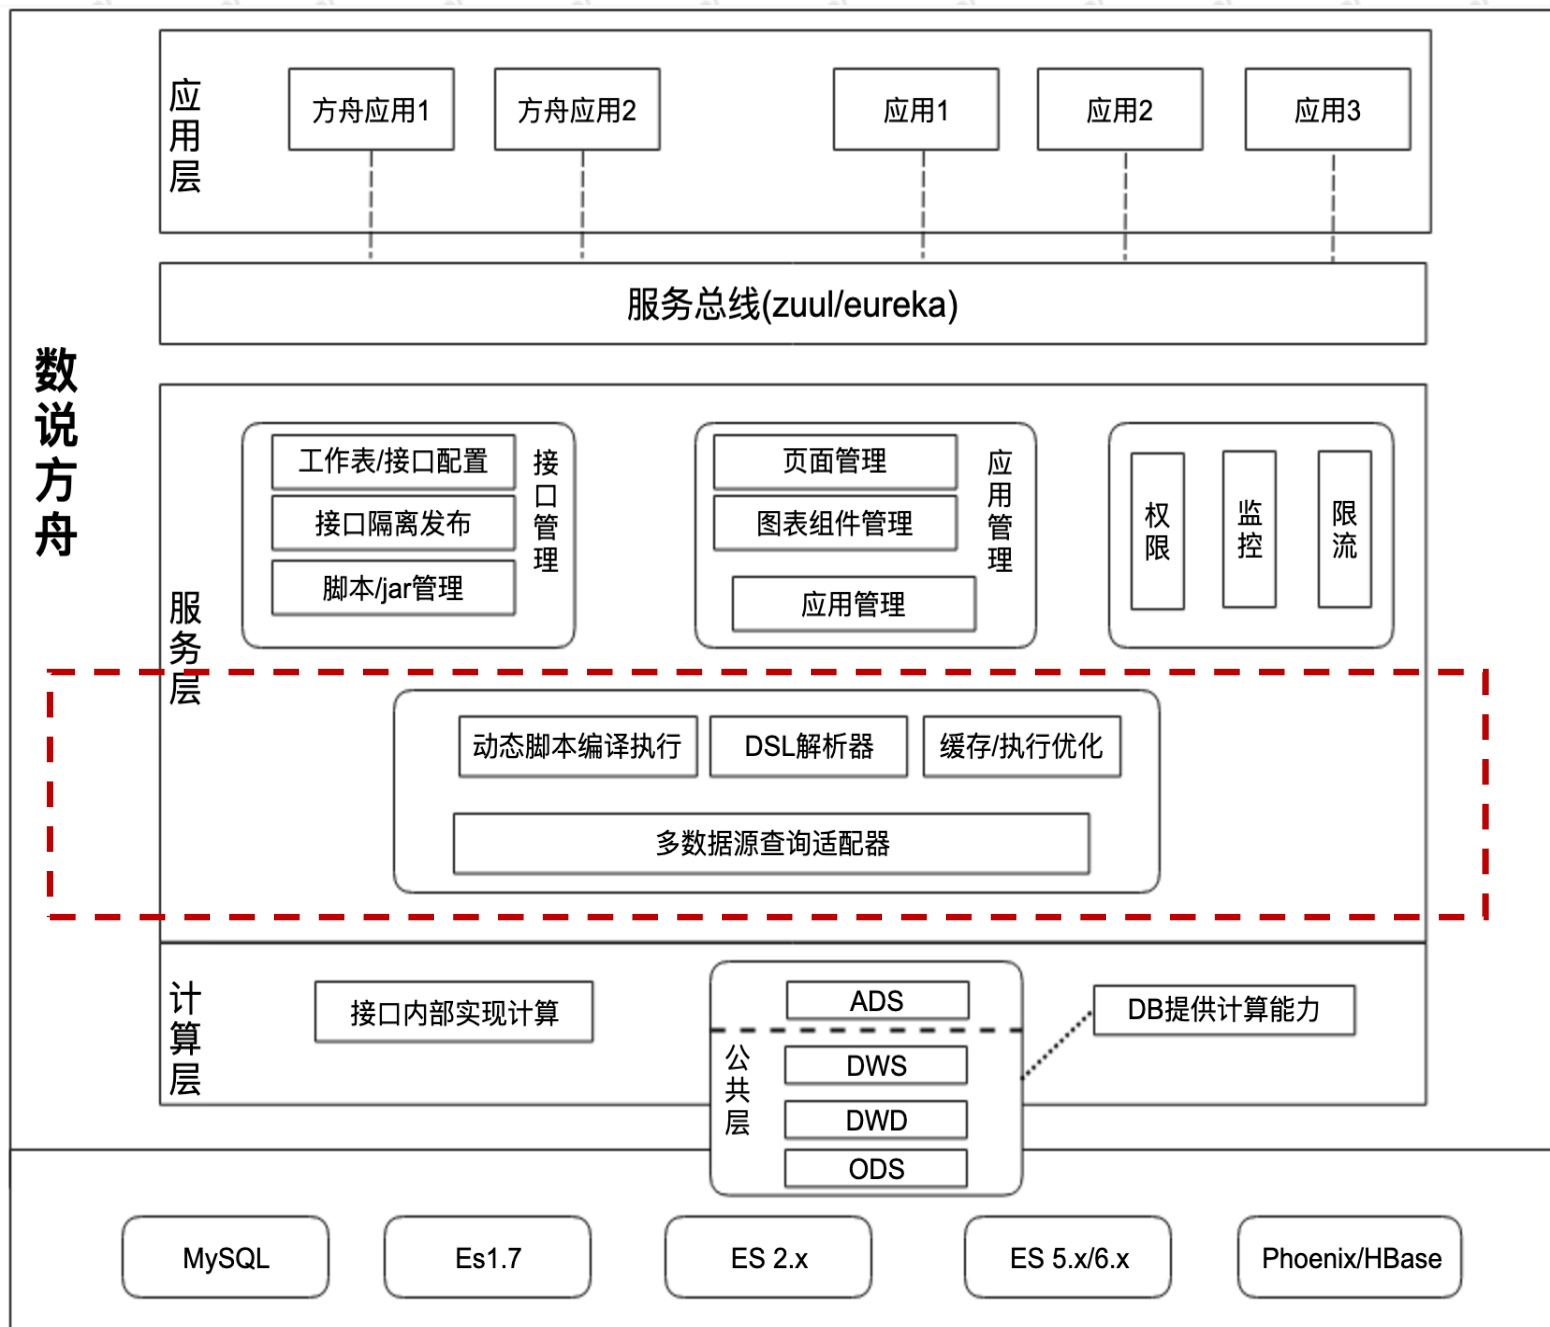 数说方舟
应用层
方舟应用1
方舟应用2
应用1
应用2
应用3
服务总线(zuul/eureka)
服务层
工作表/接口配置
接口隔离发布
脚本/jar管理
接口管理
页面管理
图表组件管理
应用管理
应用管理
权限
监控
限流
动态脚本编译执行
DSL解析器
缓存/执行优化
多数据源查询适配器
计算层
接口内部实现计算
ADS
公共层
DWS
DWD
ODS
DB提供计算能力
MySQL
Es1.7
ES 2.x
ES 5.x/6.x
Phoenix/HBase